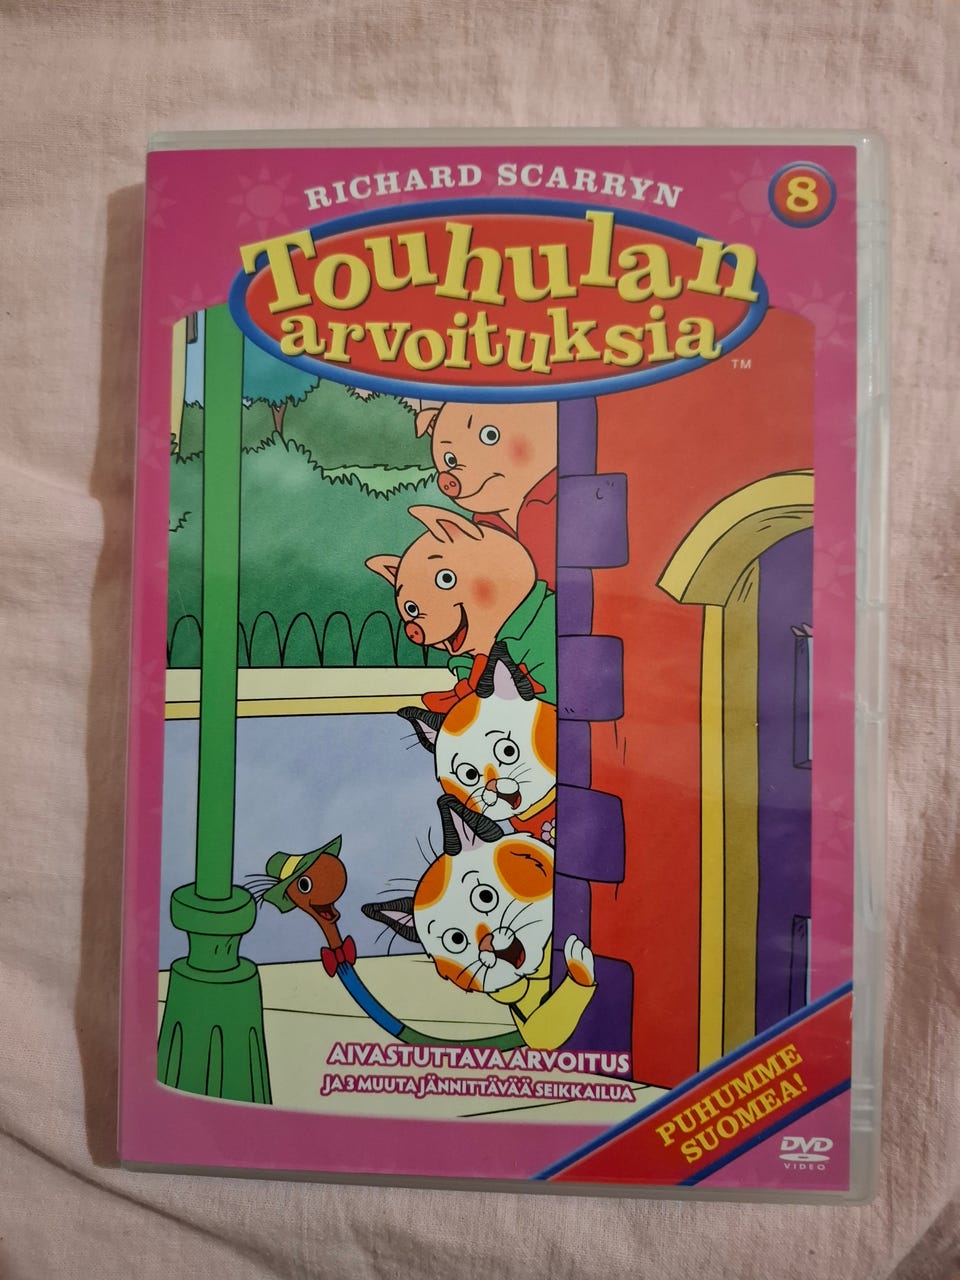 RICHARD SCARRYN
8
Touhulan
arvoituksia
TM
AIVASTUTTAVA ARVOITUS
JA 3 MUUTA JÄNNITTÄVÄÄ SEIKKAILUA
PUHUMME
SUOMEA!
DVD
VIDEO